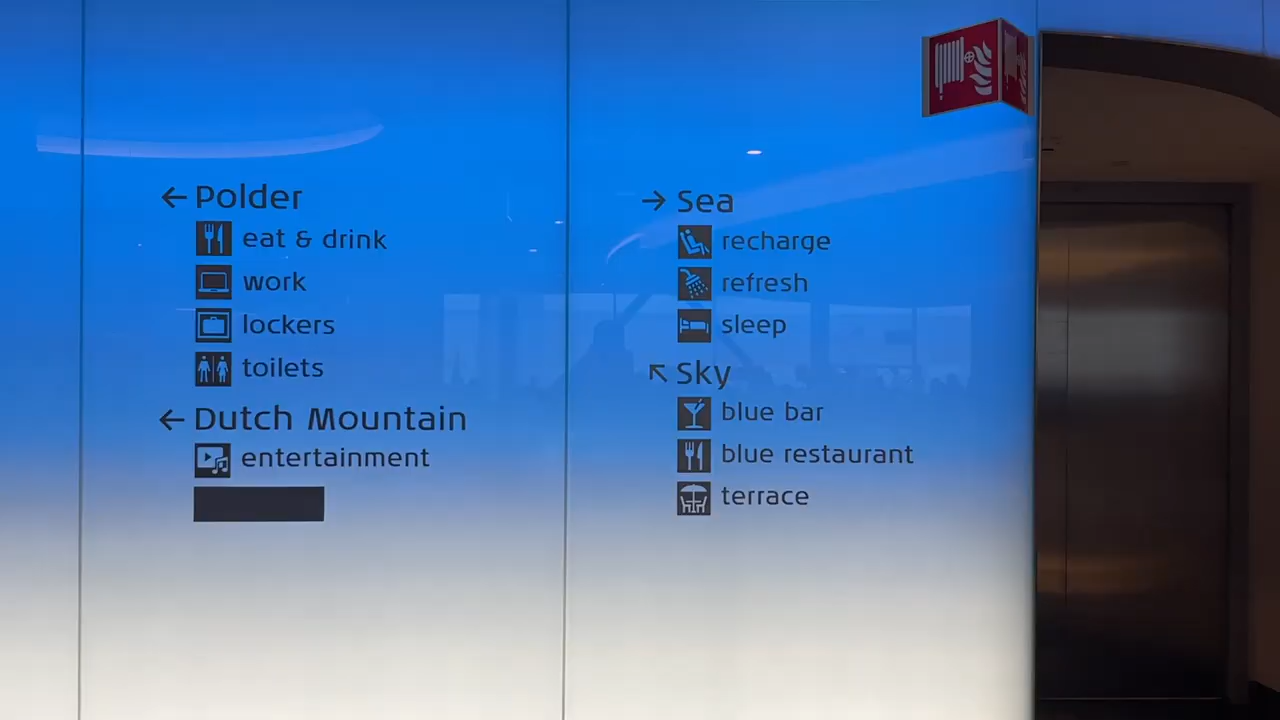 ← Polder
eat & drink
work
lockers
toilets
← Dutch Mountain
entertainment
→ Sea
recharge
refresh
sleep
↖ Sky
blue bar
blue restaurant
terrace